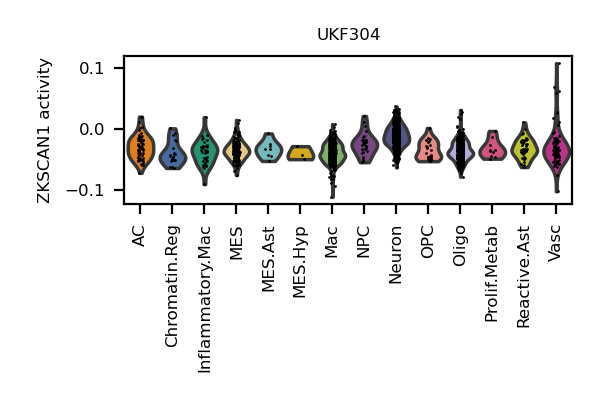 UKF304
ZKSCAN1 activity
0.1
0.0
−0.1
AC
Chromatin.Reg
Inflammatory.Mac
MES
MES.Ast
MES.Hyp
Mac
NPC
Neuron
OPC
Oligo
Prolif.Metab
Reactive.Ast
Vasc